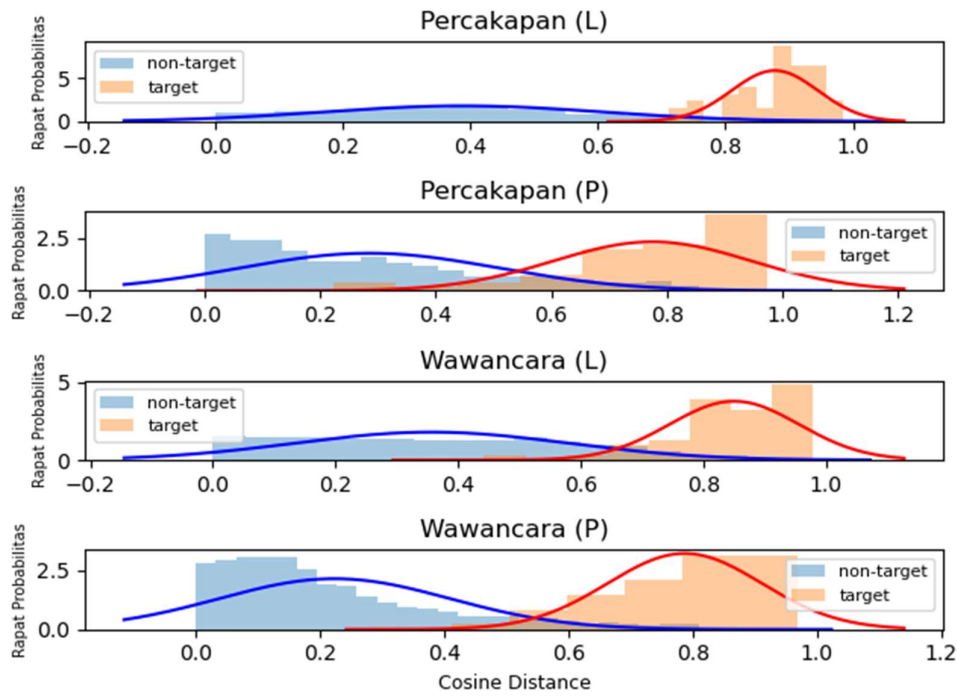 Percakapan (L)
Rapat Probabilitas
5
0
non-target
target
−0.2 0.0 0.2 0.4 0.6 0.8 1.0
Percakapan (P)
Rapat Probabilitas
2.5
0.0
non-target
target
−0.2 0.0 0.2 0.4 0.6 0.8 1.0 1.2
Wawancara (L)
Rapat Probabilitas
5
0
non-target
target
−0.2 0.0 0.2 0.4 0.6 0.8 1.0
Wawancara (P)
Rapat Probabilitas
2.5
0.0
non-target
target
0.0 0.2 0.4 0.6 0.8 1.0 1.2
Cosine Distance